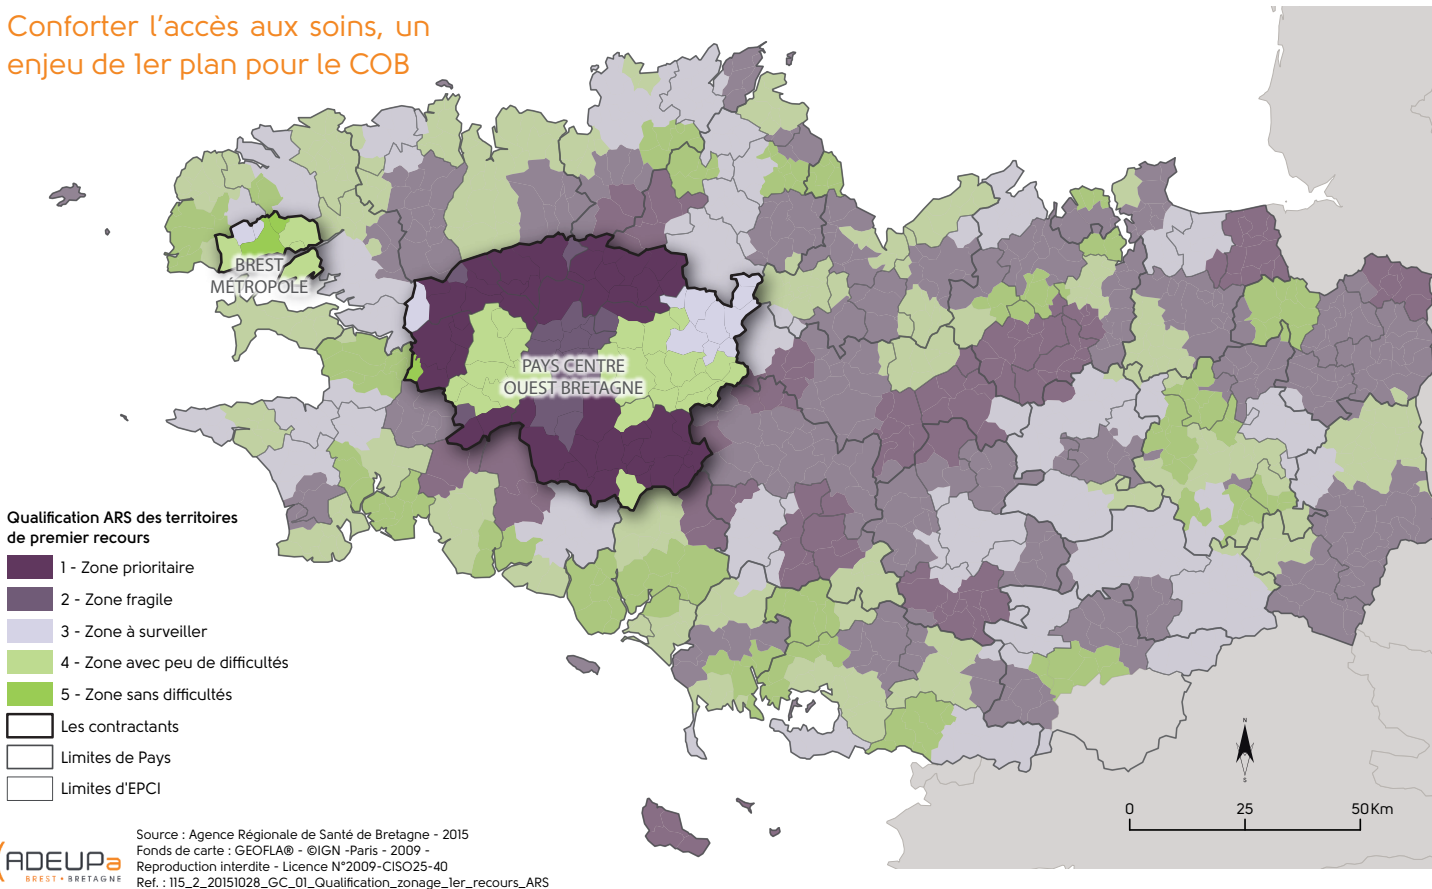 Conforter l'accès aux soins, un
enjeu de 1er plan pour le COB
BREST
MÉTROPOLE
PAYS CENTRE
OUEST BRETAGNE
Qualification ARS des territoires
de premier recours
1 - Zone prioritaire
2 - Zone fragile
3 - Zone à surveiller
4 - Zone avec peu de difficultés
5 - Zone sans difficultés
Les contractants
Limites de Pays
Limites d'EPCI
N
S
0 25 50Km
ADEUPa
BREST • BRETAGNE
Source : Agence Régionale de Santé de Bretagne - 2015
Fonds de carte : GEOFLA® - ©IGN -Paris - 2009 -
Reproduction interdite - Licence N°2009-CISO25-40
Ref. : 115_2_20151028_GC_01_Qualification_zonage_1er_recours_ARS